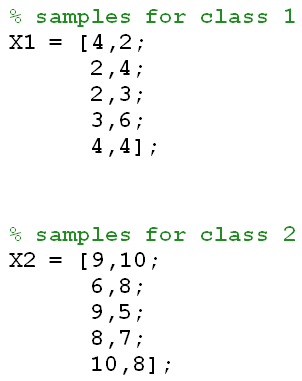 % samples for class 1
X1 = [4,2;
2,4;
2,3;
3,6;
4,4];
% samples for class 2
X2 = [9,10;
6,8;
9,5;
8,7;
10,8];